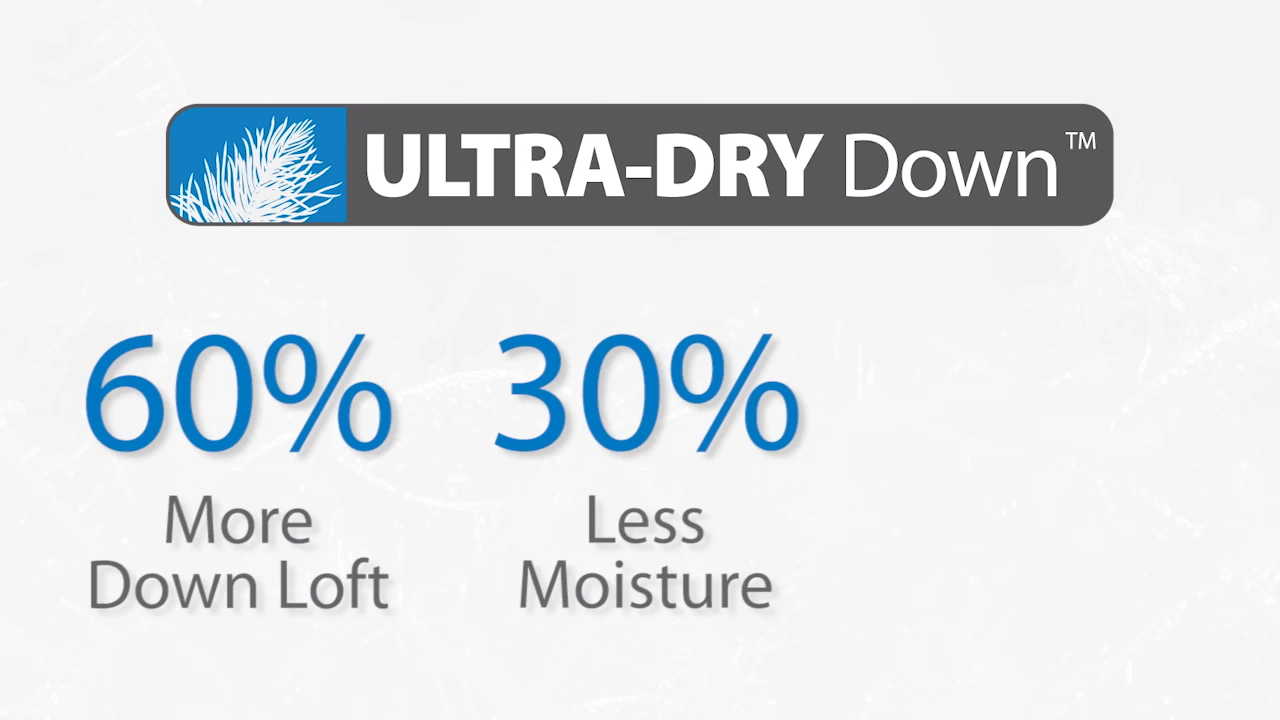 ULTRA-DRY Down™
60%
More
Down Loft
30%
Less
Moisture